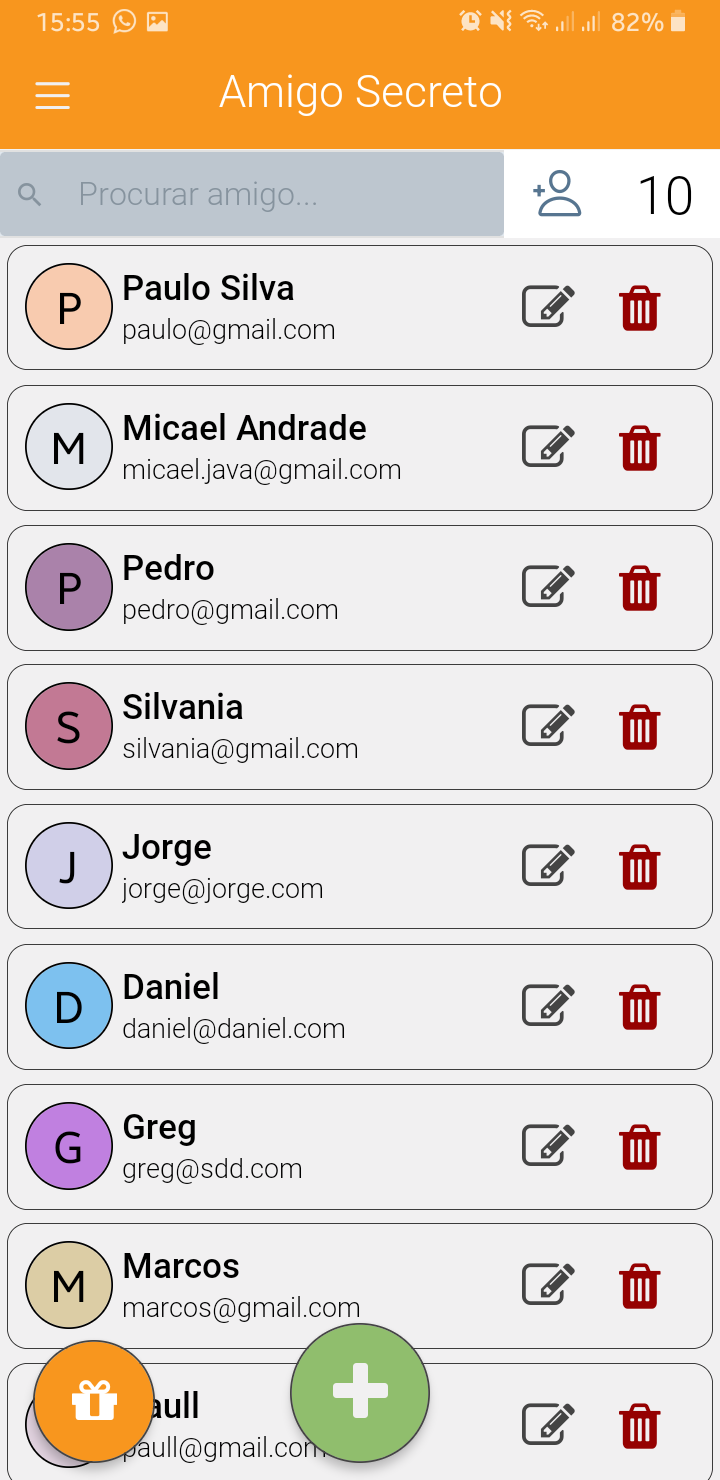 15:55
82%
Amigo Secreto
Procurar amigo...
10
P
Paulo Silva
paulo@gmail.com
M
Micael Andrade
micael.java@gmail.com
P
Pedro
pedro@gmail.com
S
Silvania
silvania@gmail.com
J
Jorge
jorge@jorge.com
D
Daniel
daniel@daniel.com
G
Greg
greg@sdd.com
M
Marcos
marcos@gmail.com
aull
paull@gmail.com